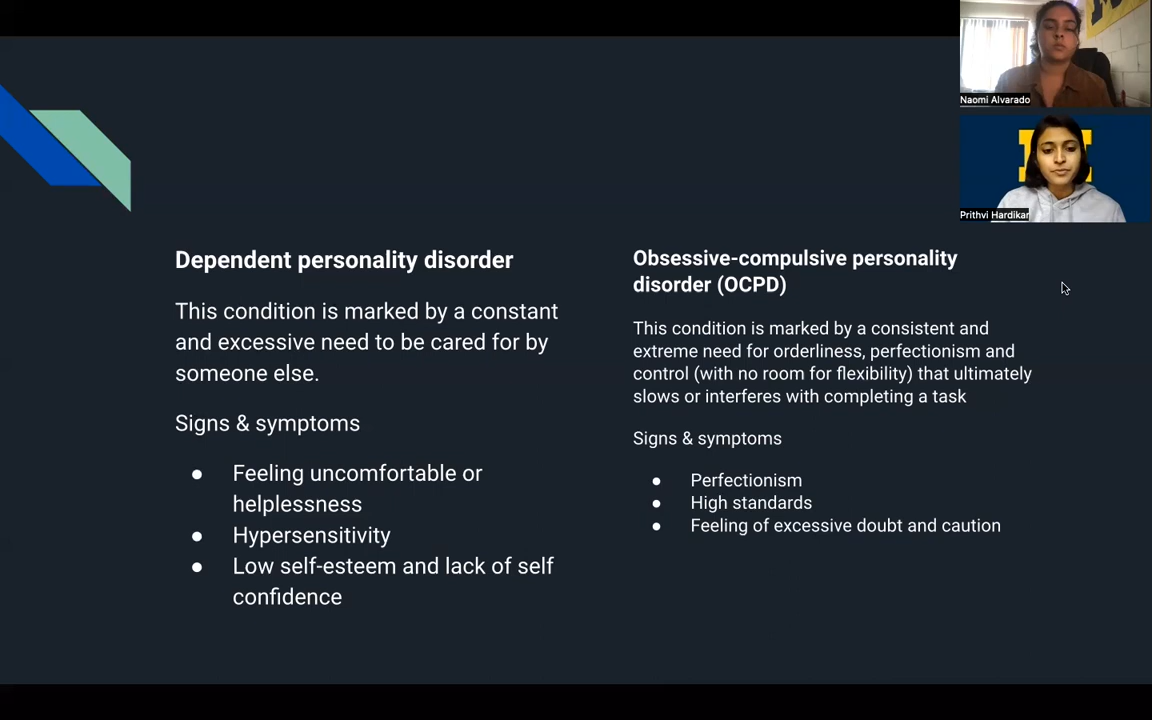 Naomi Alvarado
Prithvi Hardikar
Dependent personality disorder
This condition is marked by a constant
and excessive need to be cared for by
someone else.
Signs & symptoms
● Feeling uncomfortable or
helplessness
● Hypersensitivity
● Low self-esteem and lack of self
confidence
Obsessive-compulsive personality
disorder (OCPD)
This condition is marked by a consistent and
extreme need for orderliness, perfectionism and
control (with no room for flexibility) that ultimately
slows or interferes with completing a task
Signs & symptoms
● Perfectionism
● High standards
● Feeling of excessive doubt and caution